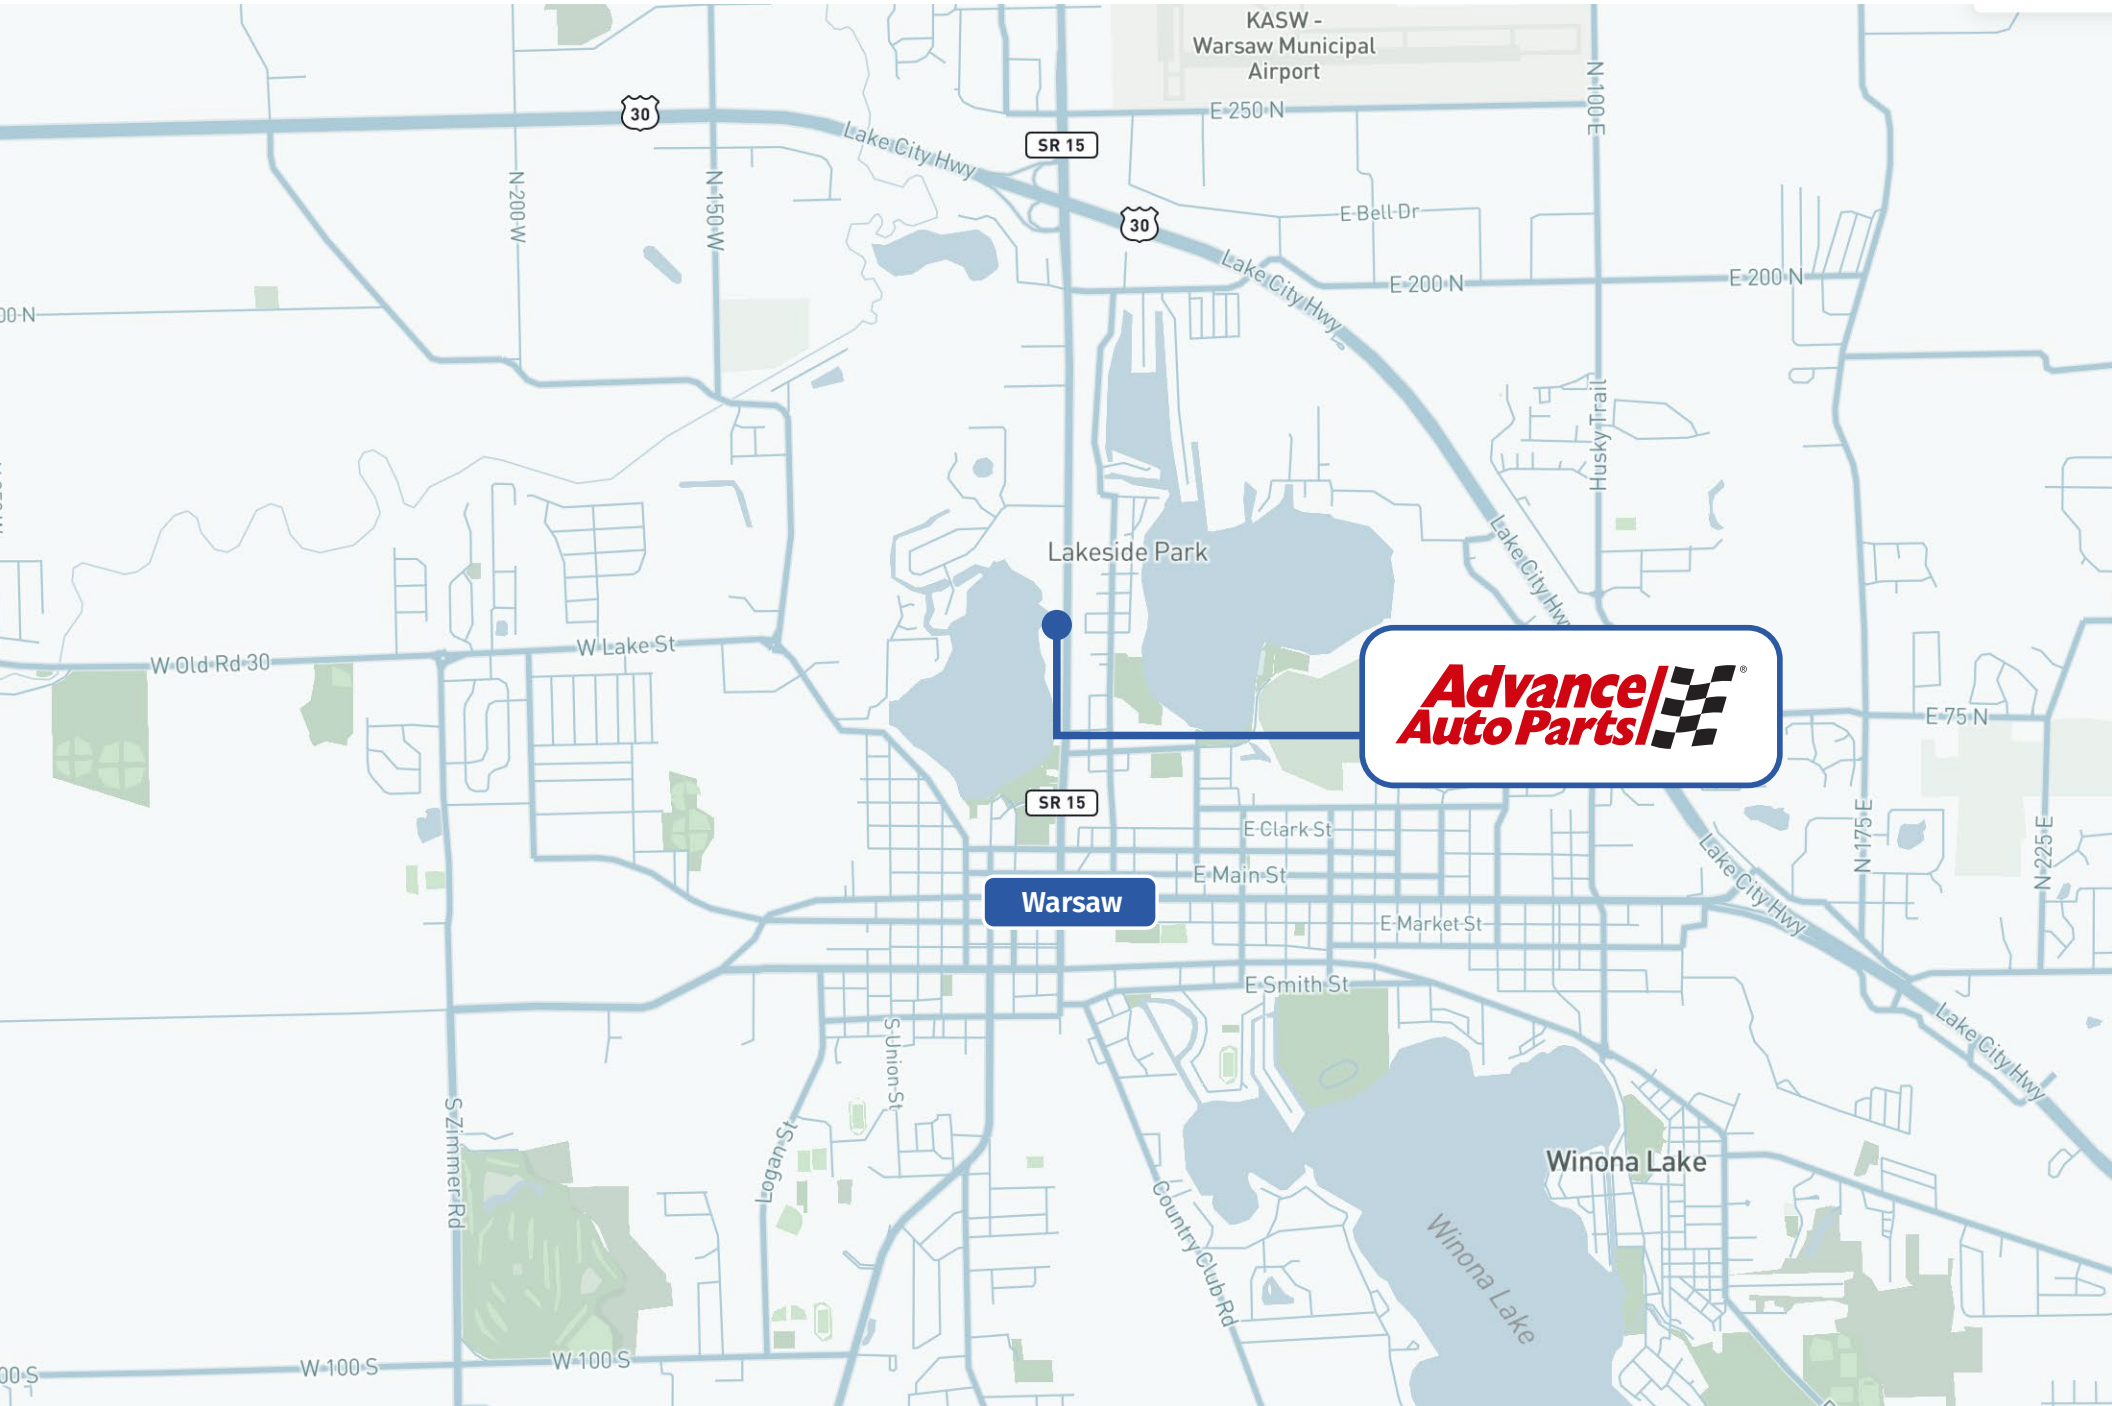 KASW -
Warsaw Municipal
Airport
N 100 E
E 250 N
30
Lake City Hwy
SR 15
N 200 W
N 150 W
E Bell Dr
30
Lake City Hwy
E 200 N
E 200 N
00 N
Husky Trail
Lakeside Park
Lake City Hwy
W Old Rd 30
W Lake St
Advance
Auto Parts
®
E 75 N
SR 15
E Clark St
N 175 E
N 225 E
E Main St
Lake City Hwy
Warsaw
E Market St
E Smith St
S Union St
Lake City Hwy
S Zimmer Rd
Logan St
Winona Lake
Country Club Rd
Winona Lake
00 S
W 100 S
W 100 S